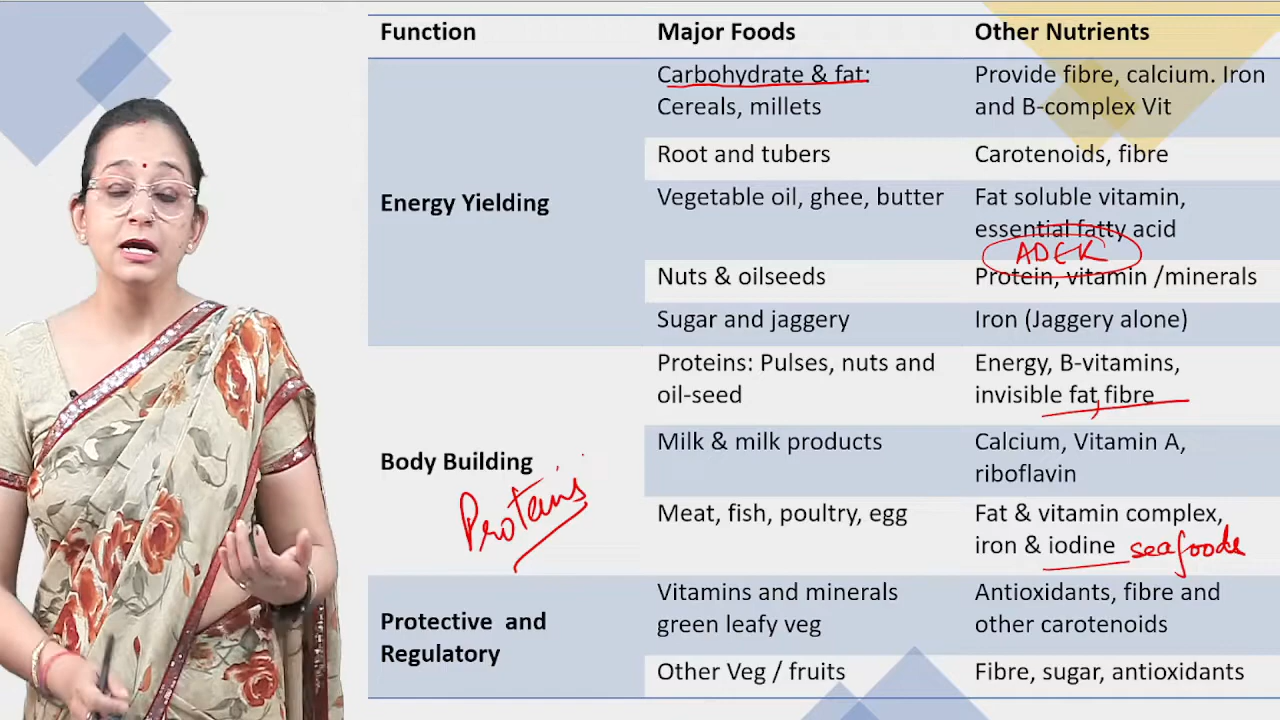 Function Major Foods Other Nutrients
Carbohydrate & fat: Provide fibre, calcium. Iron
Cereals, millets and B-complex Vit
Root and tubers Carotenoids, fibre
Energy Yielding Vegetable oil, ghee, butter Fat soluble vitamin,
essential fatty acid
ADEK
Nuts & oilseeds Protein, vitamin /minerals
Sugar and jaggery Iron (Jaggery alone)
Proteins: Pulses, nuts and Energy, B-vitamins,
oil-seed invisible fat, fibre
Body Building Milk & milk products Calcium, Vitamin A,
riboflavin
Proteins
Meat, fish, poultry, egg Fat & vitamin complex,
iron & iodine seafoods
Vitamins and minerals Antioxidants, fibre and
Protective and green leafy veg other carotenoids
Regulatory Other Veg / fruits Fibre, sugar, antioxidants